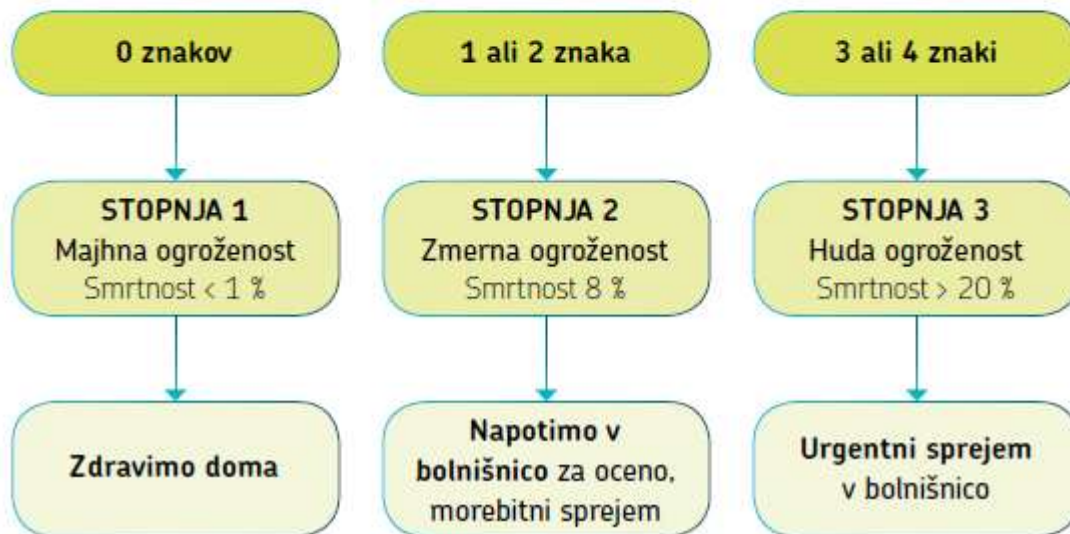 0 znakov
STOPNJA 1
Majhna ogroženost
Smrtnost < 1 %
Zdravimo doma
1 ali 2 znaka
STOPNJA 2
Zmerna ogroženost
Smrtnost 8 %
Napotimo v
bolnišnico za oceno,
morebitni sprejem
3 ali 4 znaki
STOPNJA 3
Huda ogroženost
Smrtnost > 20 %
Urgentni sprejem
v bolnišnico